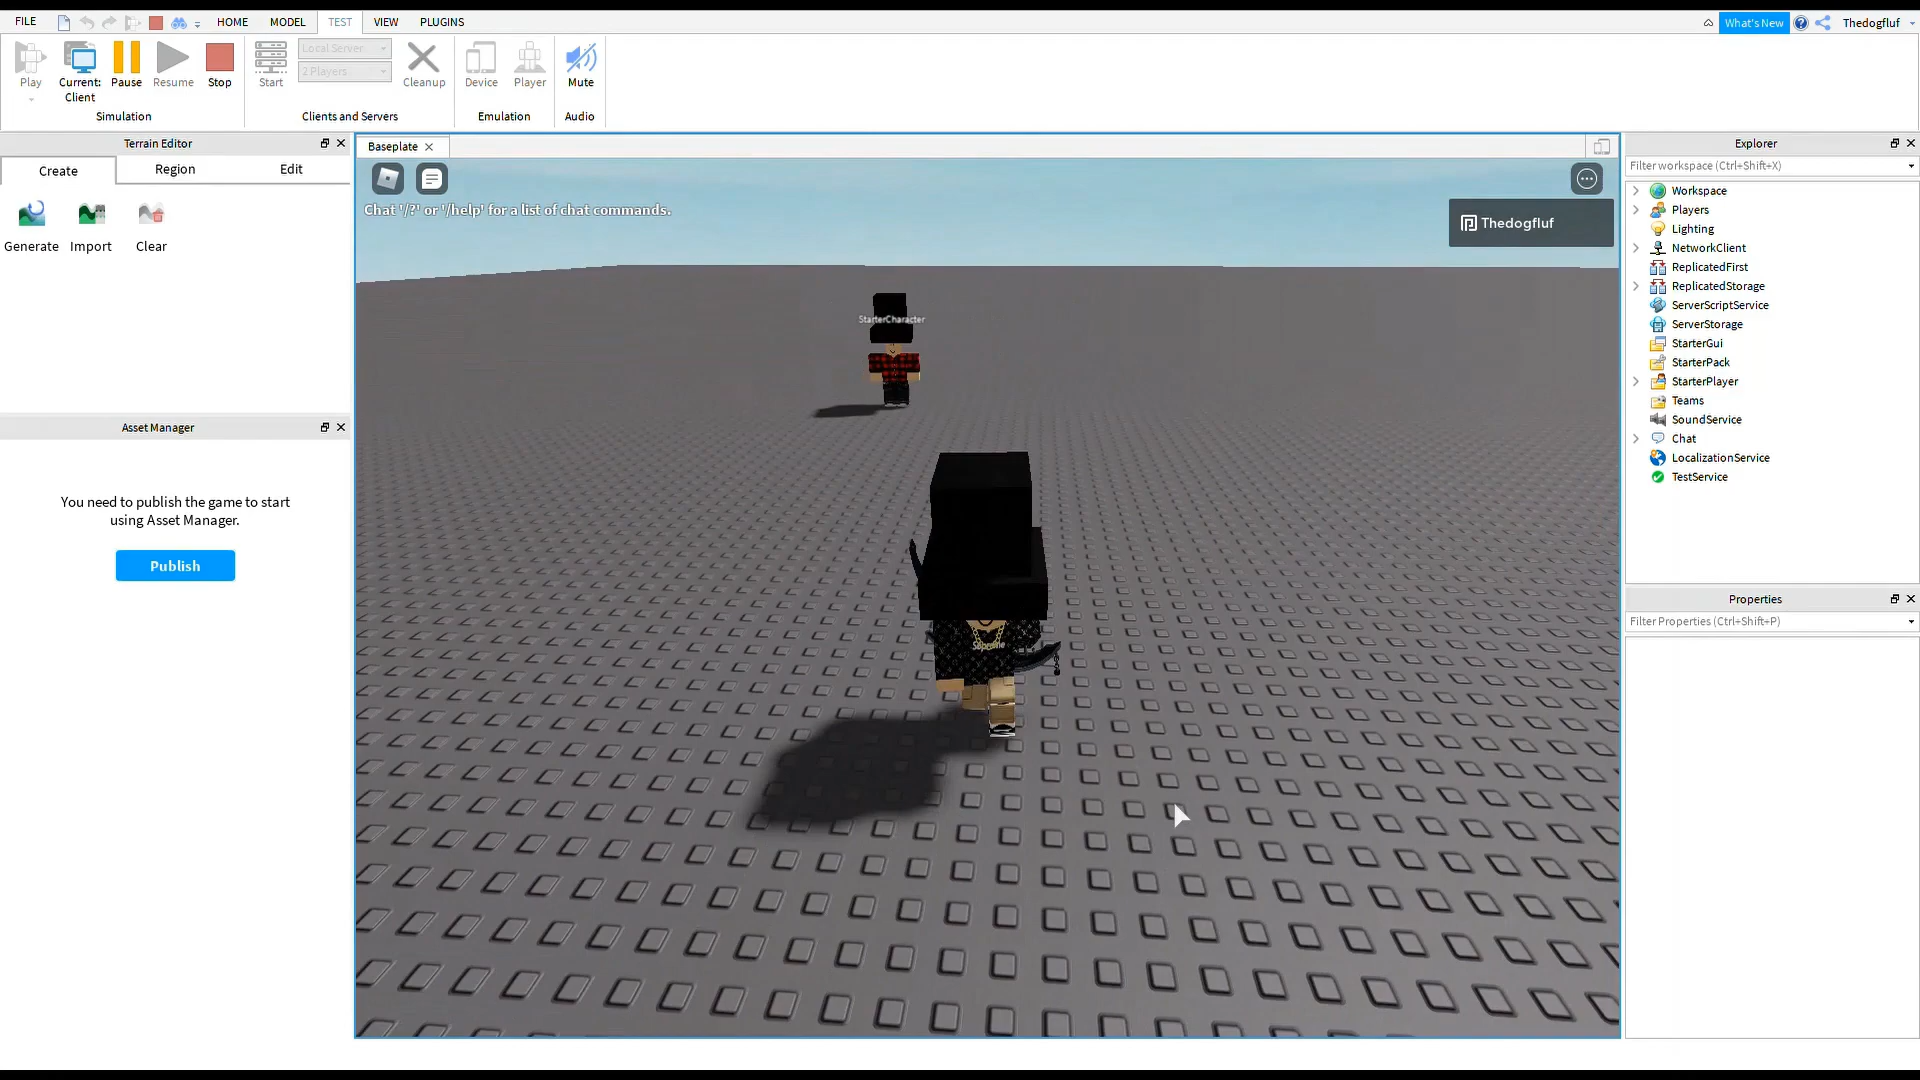 FILE
HOME
MODEL
TEST
VIEW
PLUGINS
What's New
Thedogfluf
Play
Current:
Client
Pause
Resume
Stop
Start
Local Server
2 Players
Cleanup
Device
Player
Mute
Simulation
Clients and Servers
Emulation
Audio
Terrain Editor
Create
Region
Edit
Generate
Import
Clear
Asset Manager
You need to publish the game to start
using Asset Manager.
Publish
Baseplate
Chat '/?' or '/help' for a list of chat commands.
Thedogfluf
StarterCharacter
Supreme
Explorer
Filter workspace (Ctrl+Shift+X)
Workspace
Players
Lighting
NetworkClient
ReplicatedFirst
ReplicatedStorage
ServerScriptService
ServerStorage
StarterGui
StarterPack
StarterPlayer
Teams
SoundService
Chat
LocalizationService
TestService
Properties
Filter Properties (Ctrl+Shift+P)